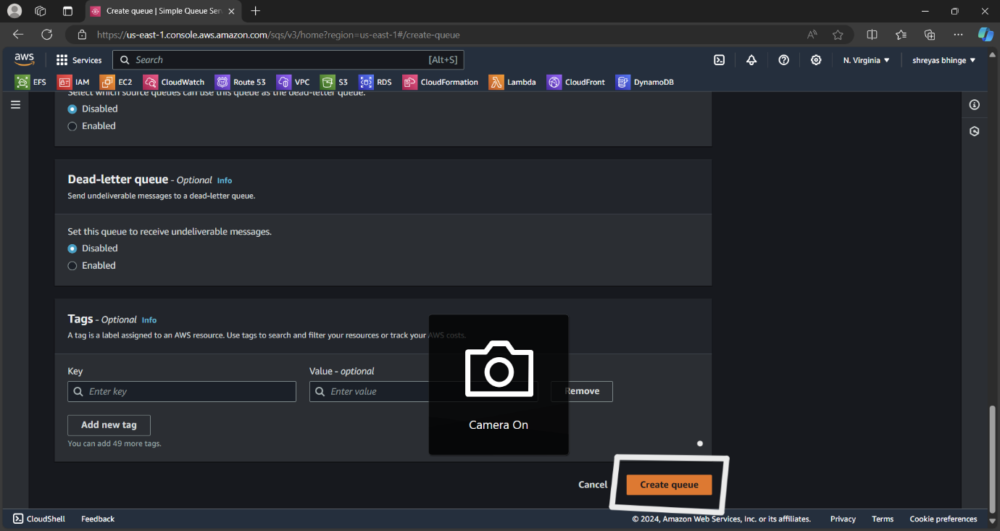 Create queue | Simple Queue Ser
https://us-east-1.console.aws.amazon.com/sqs/v3/home?region=us-east-1#/create-queue
aws
Services
Search
[Alt+S]
N. Virginia
shreyas bhinge
EFS
IAM
EC2
CloudWatch
Route 53
VPC
S3
RDS
CloudFormation
Lambda
CloudFront
DynamoDB
Select which source queues can use this queue as the dead-letter queue.
Disabled
Enabled
Dead-letter queue - Optional Info
Send undeliverable messages to a dead-letter queue.
Set this queue to receive undeliverable messages.
Disabled
Enabled
Tags - Optional Info
A tag is a label assigned to an AWS resource. Use tags to search and filter your resources or track your AWS costs.
Key
Value - optional
Enter key
Enter value
Remove
Camera On
Add new tag
You can add 49 more tags.
Cancel
Create queue
CloudShell
Feedback
© 2024, Amazon Web Services, Inc. or its affiliates.
Privacy
Terms
Cookie preferences